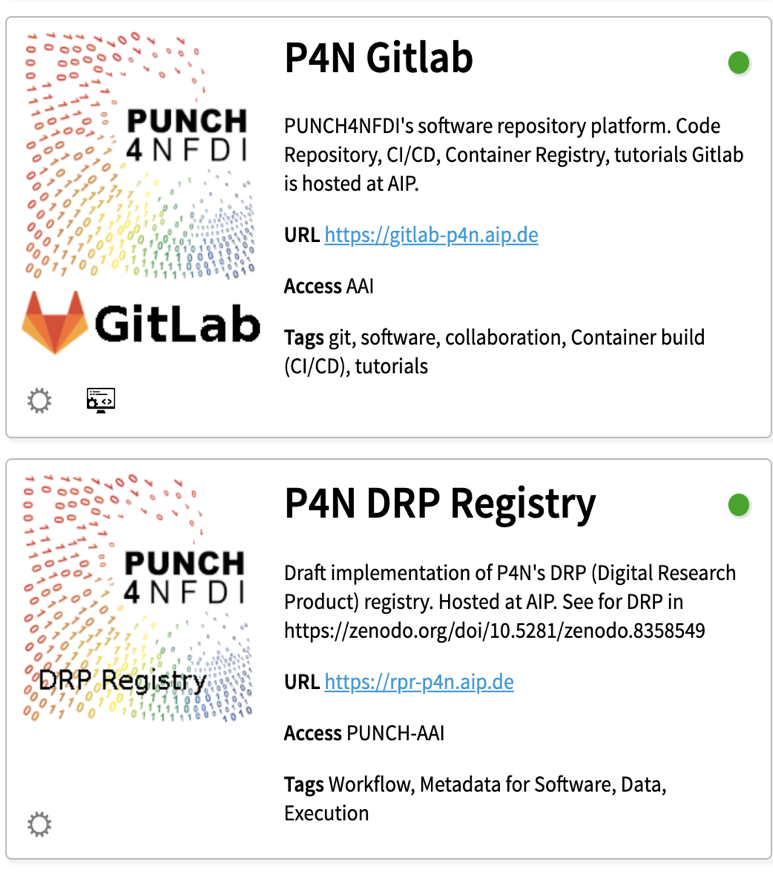 P4N Gitlab
PUNCH
4NFDI
PUNCH4NFDI's software repository platform. Code
Repository, CI/CD, Container Registry, tutorials Gitlab
is hosted at AIP.
URL https://gitlab-p4n.aip.de
Access AAI
GitLab
Tags git, software, collaboration, Container build
(CI/CD), tutorials
P4N DRP Registry
PUNCH
4NFDI
Draft implementation of P4N's DRP (Digital Research
Product) registry. Hosted at AIP. See for DRP in
https://zenodo.org/doi/10.5281/zenodo.8358549
DRP Registry
URL https://rpr-p4n.aip.de
Access PUNCH-AAI
Tags Workflow, Metadata for Software, Data,
Execution